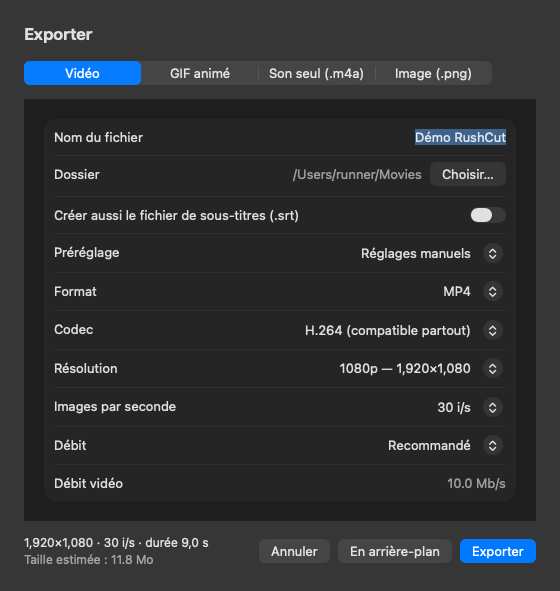 Exporter
Vidéo GIF animé Son seul (.m4a) Image (.png)
Nom du fichier Démo RushCut
Dossier /Users/runner/Movies Choisir...
Créer aussi le fichier de sous-titres (.srt)
Préréglage Réglages manuels
Format MP4
Codec H.264 (compatible partout)
Résolution 1080p — 1,920×1,080
Images par seconde 30 i/s
Débit Recommandé
Débit vidéo 10.0 Mb/s
1,920×1,080 · 30 i/s · durée 9,0 s
Taille estimée : 11.8 Mo
Annuler En arrière-plan Exporter